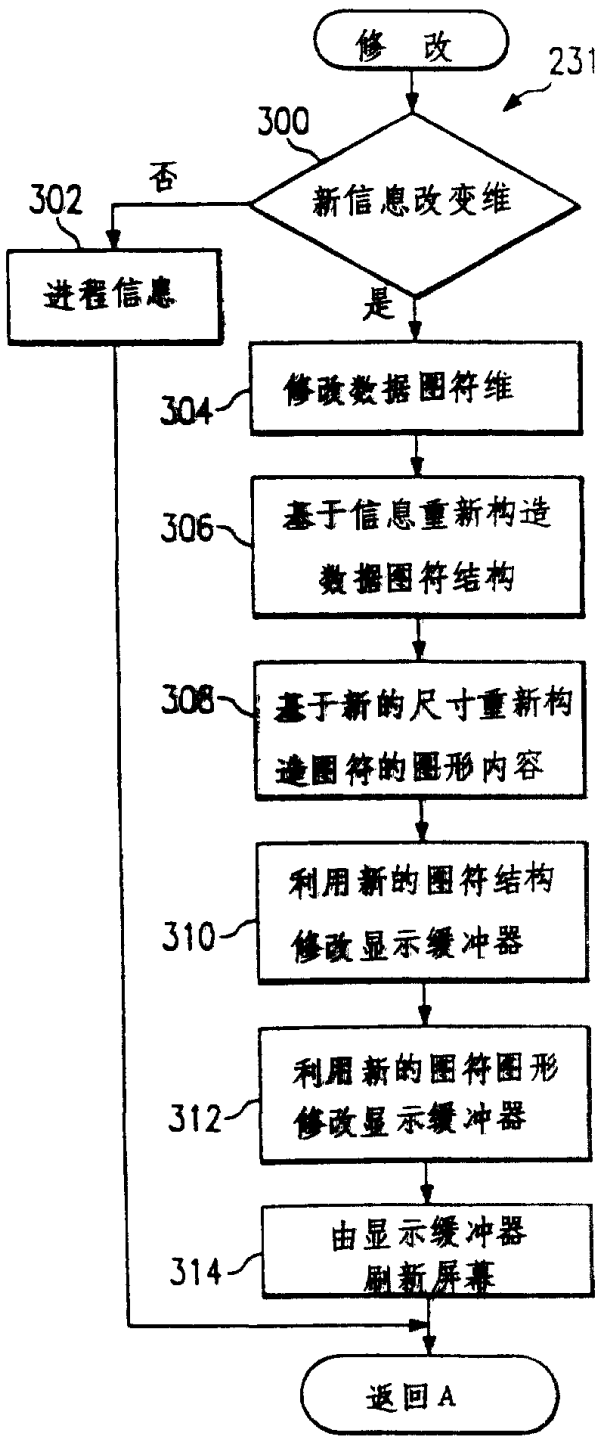 修 改
231
300
新信息改变维
否
302
进程信息
是
304
修改数据图符维
306
基于信息重新构造
数据图符结构
308
基于新的尺寸重新构
造图符的图形内容
310
利用新的图符结构
修改显示缓冲器
312
利用新的图符图形
修改显示缓冲器
314
由显示缓冲器
刷新屏幕
返回 A